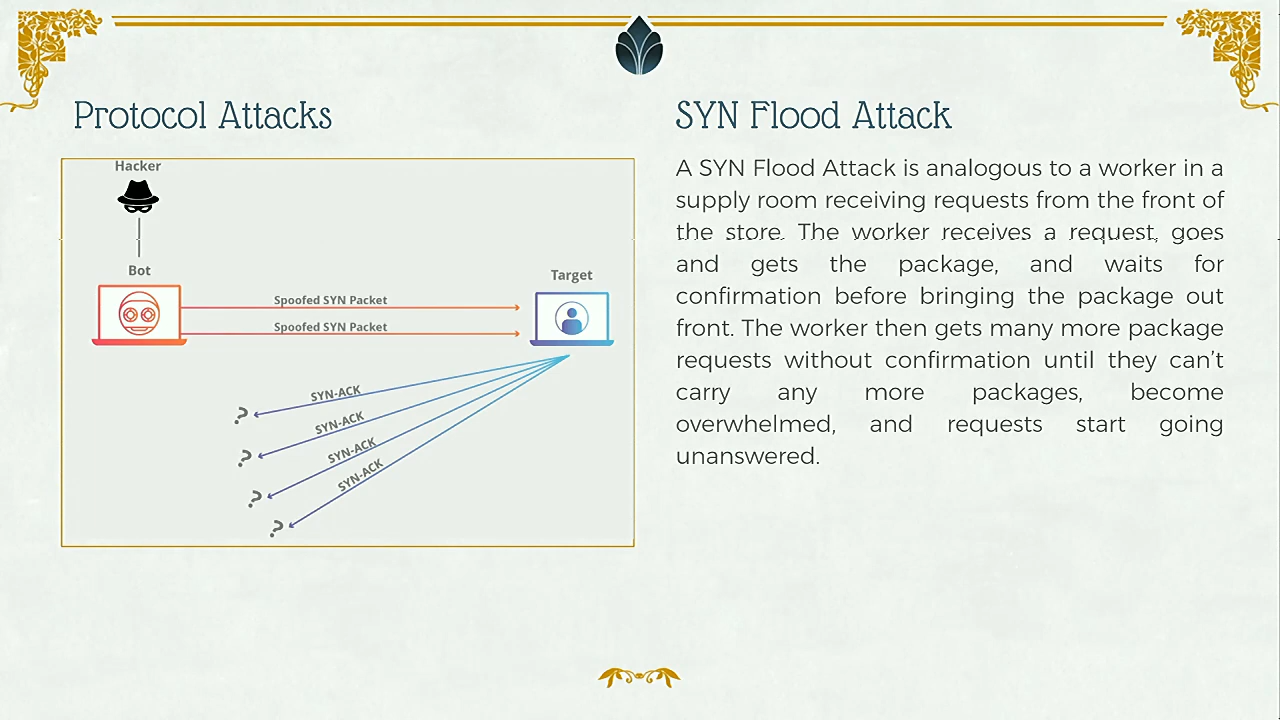 Protocol Attacks
Hacker
Bot
Target
Spoofed SYN Packet
Spoofed SYN Packet
SYN-ACK
?
SYN-ACK
?
SYN-ACK
?
SYN-ACK
?
SYN Flood Attack
A SYN Flood Attack is analogous to a worker in a
supply room receiving requests from the front of
the store. The worker receives a request, goes
and gets the package, and waits for
confirmation before bringing the package out
front. The worker then gets many more package
requests without confirmation until they can't
carry any more packages, become
overwhelmed, and requests start going
unanswered.